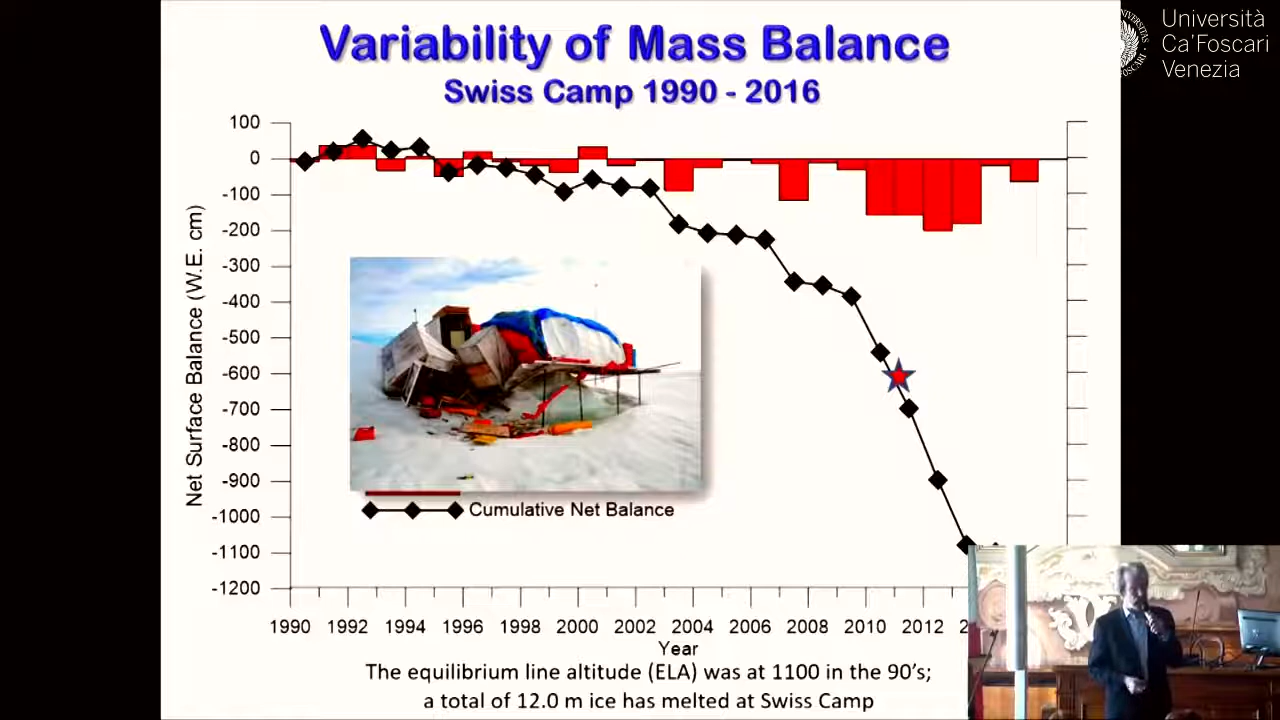 Variability of Mass Balance
Swiss Camp 1990 - 2016
Università
Ca'Foscari
Venezia
100
0
-100
-200
-300
-400
-500
-600
-700
-800
-900
-1000
-1100
-1200
Net Surface Balance (W.E. cm)
Cumulative Net Balance
1990 1992 1994 1996 1998 2000 2002 2004 2006 2008 2010 2012 2
Year
The equilibrium line altitude (ELA) was at 1100 in the 90's;
a total of 12.0 m ice has melted at Swiss Camp